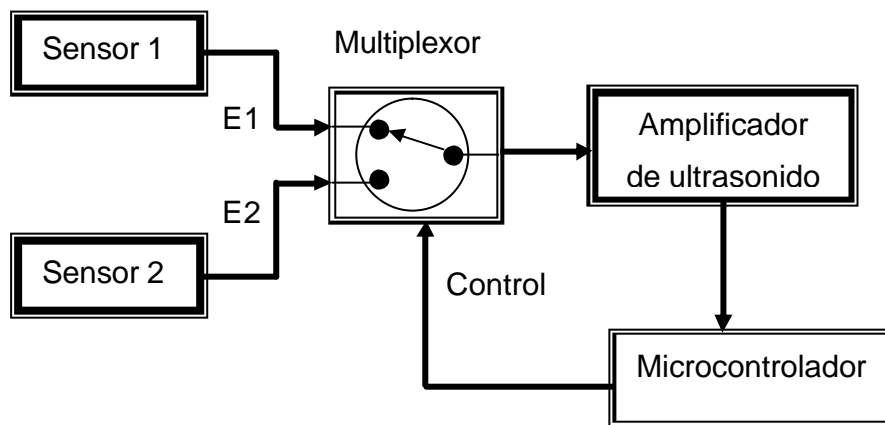 Sensor 1
Multiplexor
E1
Amplificador
de ultrasonido
E2
Sensor 2
Control
Microcontrolador